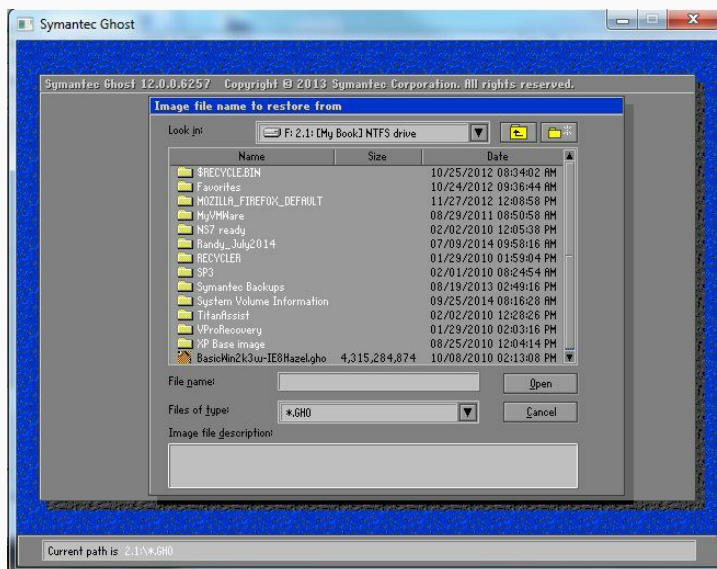 Symantec Ghost
Symantec Ghost 12.0.0.6257 Copyright © 2013 Symantec Corporation. All rights reserved.
Image file name to restore from
Look in: F: 2.1: [My Book] NTFS drive
Name Size Date
$RECYCLE.BIN 10/25/2012 08:34:02 AM
Favorites 10/24/2012 09:36:44 AM
MOZILLA_FIREFOX_DEFAULT 11/27/2012 12:08:58 PM
MyVMWare 08/29/2011 08:50:58 AM
NS7 ready 02/02/2010 12:05:38 PM
Randy_July2014 07/09/2014 09:58:16 AM
RECYCLER 01/29/2010 01:59:04 PM
SP3 02/01/2010 08:24:54 AM
Symantec Backups 08/19/2013 02:49:16 PM
System Volume Information 09/25/2014 08:16:28 AM
TitanAssist 02/02/2010 12:28:26 PM
VProRecovery 01/29/2010 02:03:16 PM
XP Base image 08/25/2010 12:04:14 PM
BasicWin2k3w-IE8Hazel.gho 4,315,284,874 10/08/2010 02:13:08 PM
File name: Open
Files of type: *.GHO Cancel
Image file description:
Current path is 2.1:\*.GHO